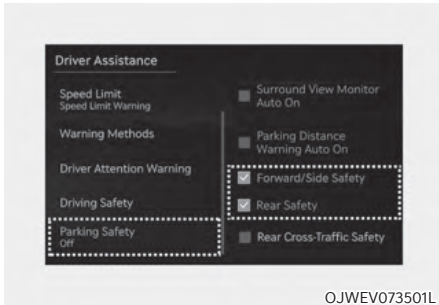 Driver Assistance
Speed Limit
Speed Limit Warning
Warning Methods
Driver Attention Warning
Driving Safety
Parking Safety
Off
Surround View Monitor
Auto On
Parking Distance
Warning Auto On
Forward/Side Safety
Rear Safety
Rear Cross-Traffic Safety
OJWEV073501L